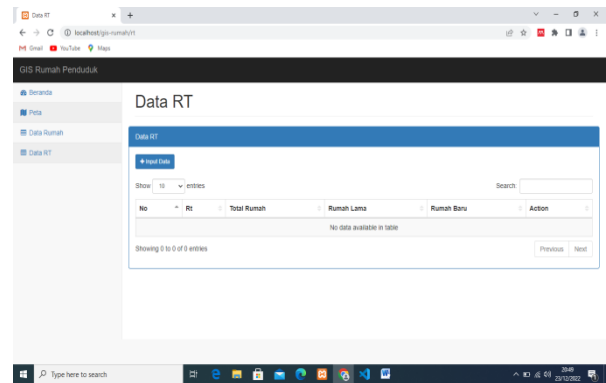 Data RT
localhost/gis-rumah/rt
Gmail YouTube Maps
GIS Rumah Penduduk
Beranda
Peta
Data Rumah
Data RT
Data RT
Data RT
+ Input Data
Show 10 entries Search:
No Rt Total Rumah Rumah Lama Rumah Baru Action
No data available in table
Showing 0 to 0 of 0 entries Previous Next
Type here to search
20:49
23/12/2022